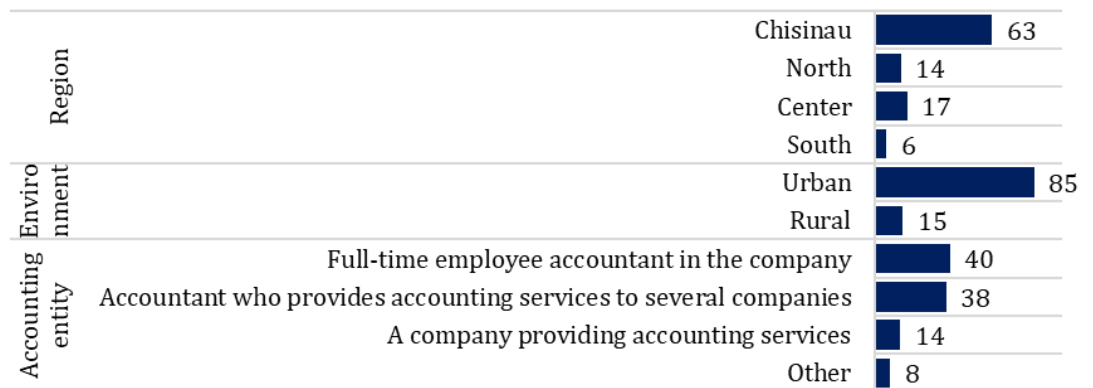 Region
Chisinau 63
North 14
Center 17
South 6
Enviro
nment
Urban 85
Rural 15
Accounting
entity
Full-time employee accountant in the company 40
Accountant who provides accounting services to several companies 38
A company providing accounting services 14
Other 8